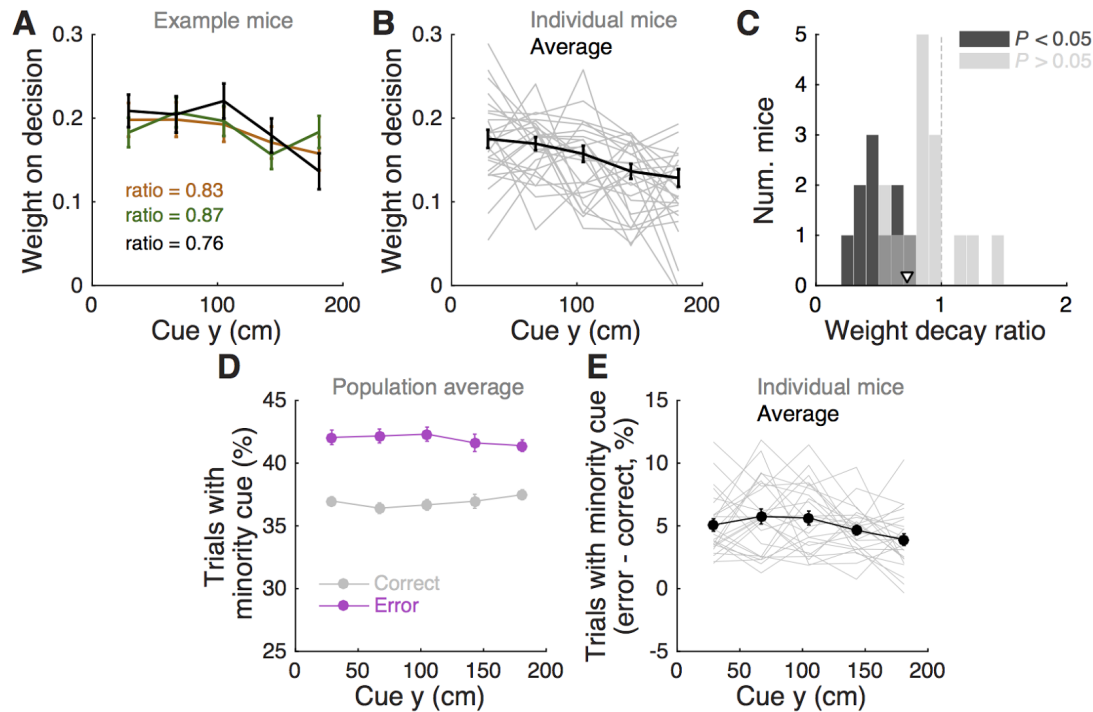 A
Example mice
Weight on decision
0.3
0.2
0.1
0
ratio = 0.83
ratio = 0.87
ratio = 0.76
0
100
200
Cue y (cm)
B
Individual mice
Average
Weight on decision
0.3
0.2
0.1
0
0
100
200
Cue y (cm)
C
Num. mice
5
4
3
2
1
0
P < 0.05
P > 0.05
0
1
2
Weight decay ratio
D
Population average
Trials with
minority cue (%)
45
40
35
30
25
Correct
Error
0
50
100
150
200
Cue y (cm)
E
Individual mice
Average
Trials with minority cue
(error - correct, %)
15
10
5
0
-5
0
50
100
150
200
Cue y (cm)